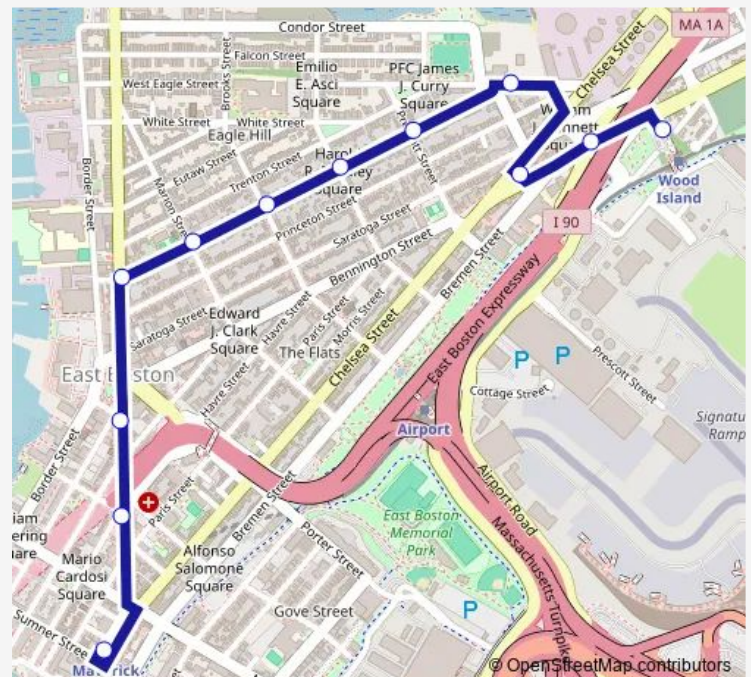 Condor Street
MA 1A
Chelsea Street
Falcon Street
Brooks Street
Emilio
E. Asci
Square
PFC James
J. Curry
Square
West Eagle Street
White Street
White Street
Eagle Hill
Border Street
Eutaw Street
Trenton Street
Marion
Square
Princeton Street
Saratoga Street
Wood
Island
I 90
Bennington Street
Bremen Street
Saratoga Street
Edward
J. Clark
Square
Havre Street
Paris Street
Morris Street
The Flats
Chelsea Street
East Boston Expressway
Prescott Street
P
P
East Boston
Havre Street
Cottage Street
Airport
Border Street
Paris Street
Bremen Street
Airport Road
East Boston
Memorial
Park
Massachusetts Turnpike
Mario
Cardosi
Square
Alfonso
Salomone
Square
Porter Street
Gove Street
P
Sumner Stree
© OpenStreetMap contributors